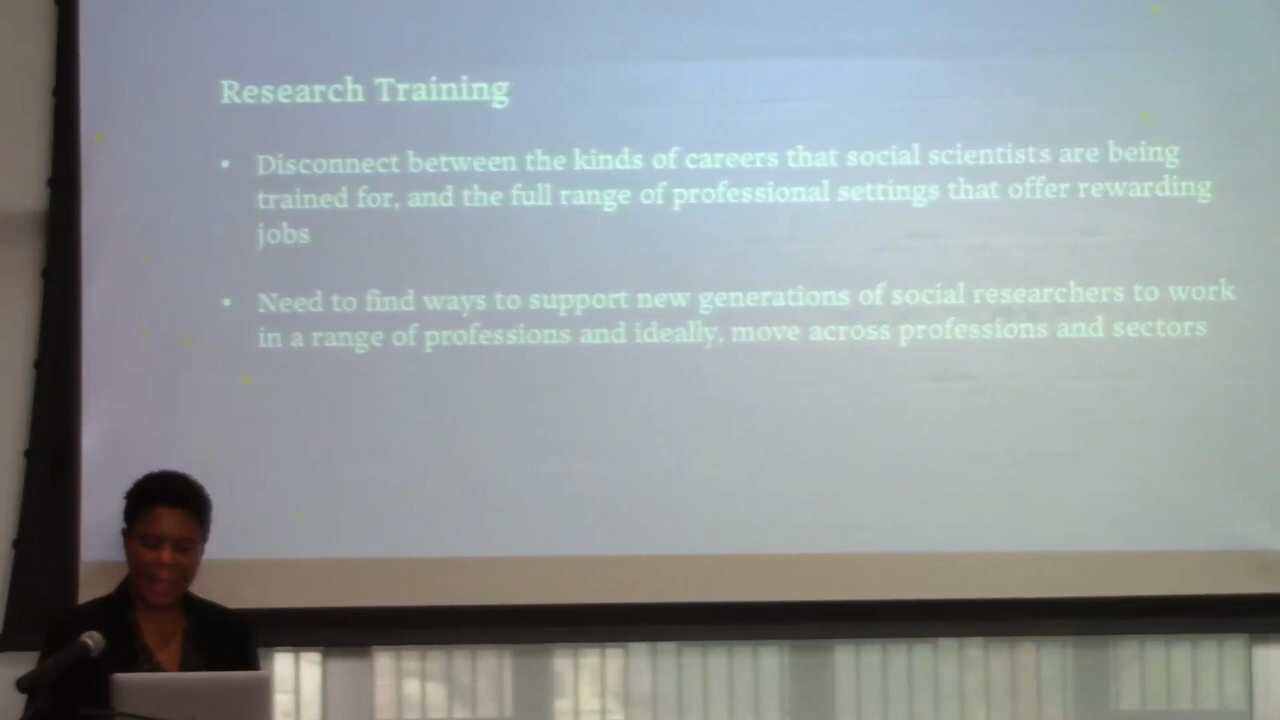 Research Training
• Disconnect between the kinds of careers that social scientists are being
trained for, and the full range of professional settings that offer rewarding
jobs
• Need to find ways to support new generations of social researchers to work
in a range of professions and ideally, move across professions and sectors